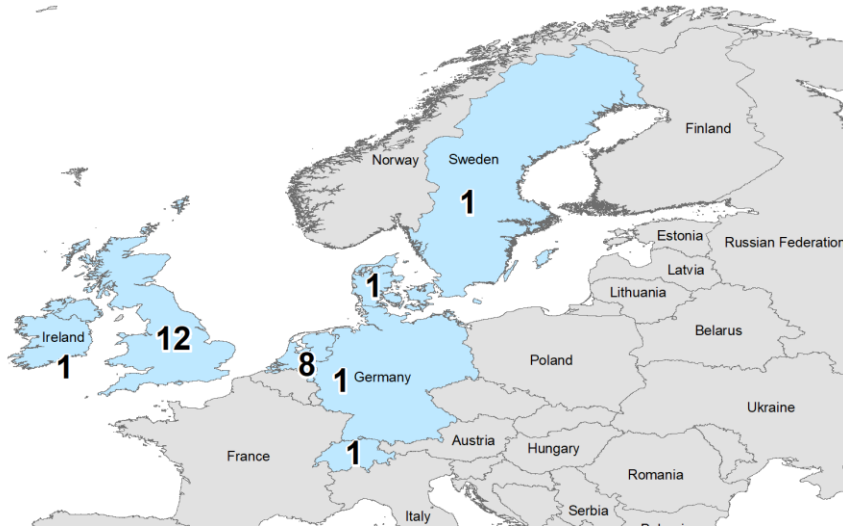 Finland
Norway
Sweden
1
Estonia
Russian Federation
Latvia
1
Lithuania
Ireland
12
Belarus
1
8
Poland
1
Germany
Ukraine
Austria
Hungary
1
France
Romania
Serbia
Italy